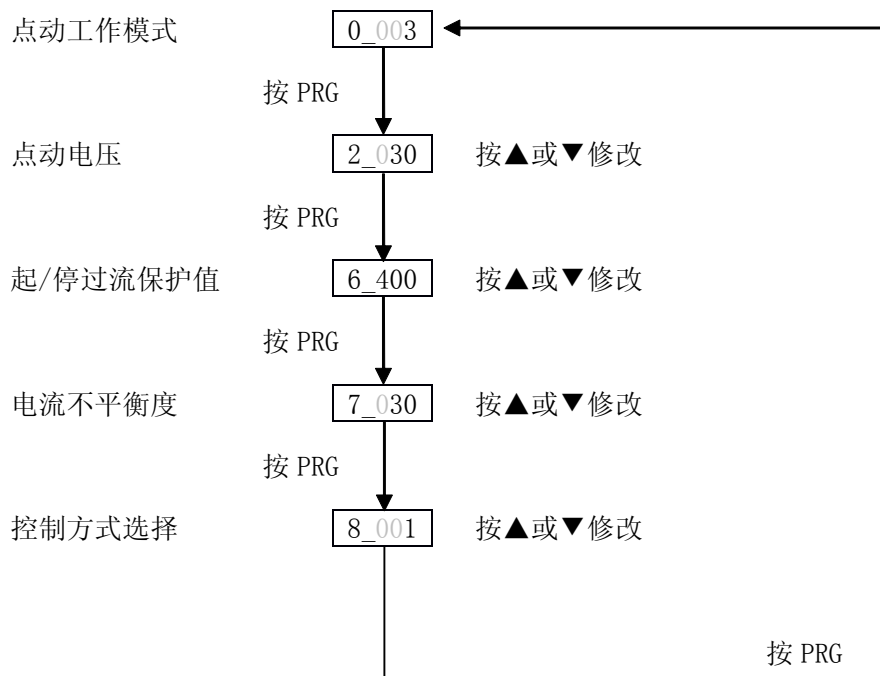 点动工作模式 0_003
按 PRG
点动电压 2_030 按▲或▼修改
按 PRG
起/停过流保护值 6_400 按▲或▼修改
按 PRG
电流不平衡度 7_030 按▲或▼修改
按 PRG
控制方式选择 8_001 按▲或▼修改
按 PRG